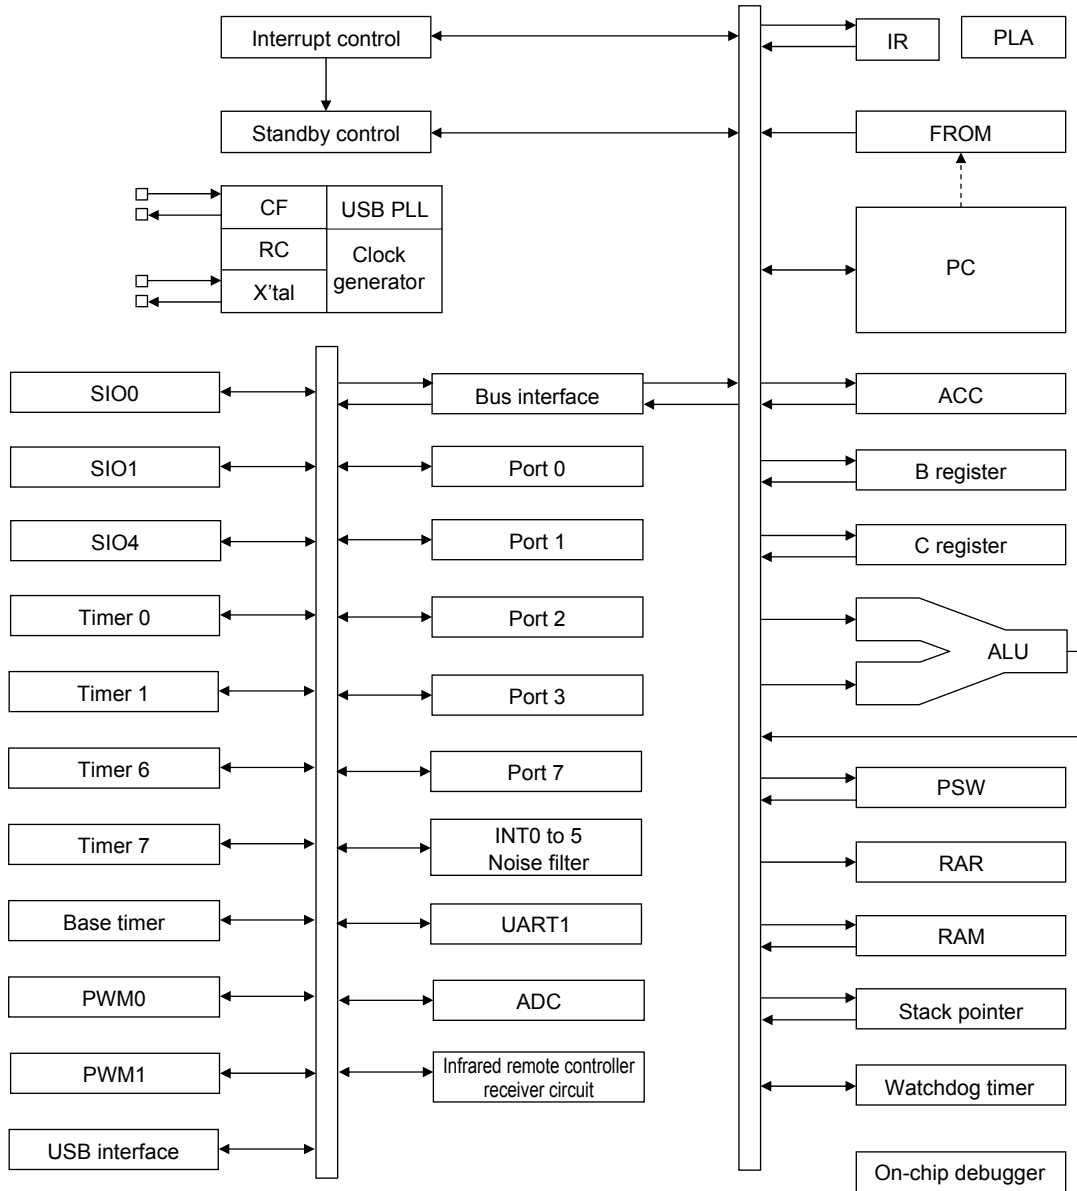 Interrupt control
IR
PLA
Standby control
FROM
CF
USB PLL
RC
Clock
generator
X'tal
PC
SIO0
Bus interface
ACC
SIO1
Port 0
B register
SIO4
Port 1
C register
Timer 0
Port 2
ALU
Timer 1
Port 3
Timer 6
Port 7
PSW
Timer 7
INT0 to 5
Noise filter
RAR
Base timer
UART1
RAM
PWM0
ADC
Stack pointer
PWM1
Infrared remote controller
receiver circuit
Watchdog timer
USB interface
On-chip debugger